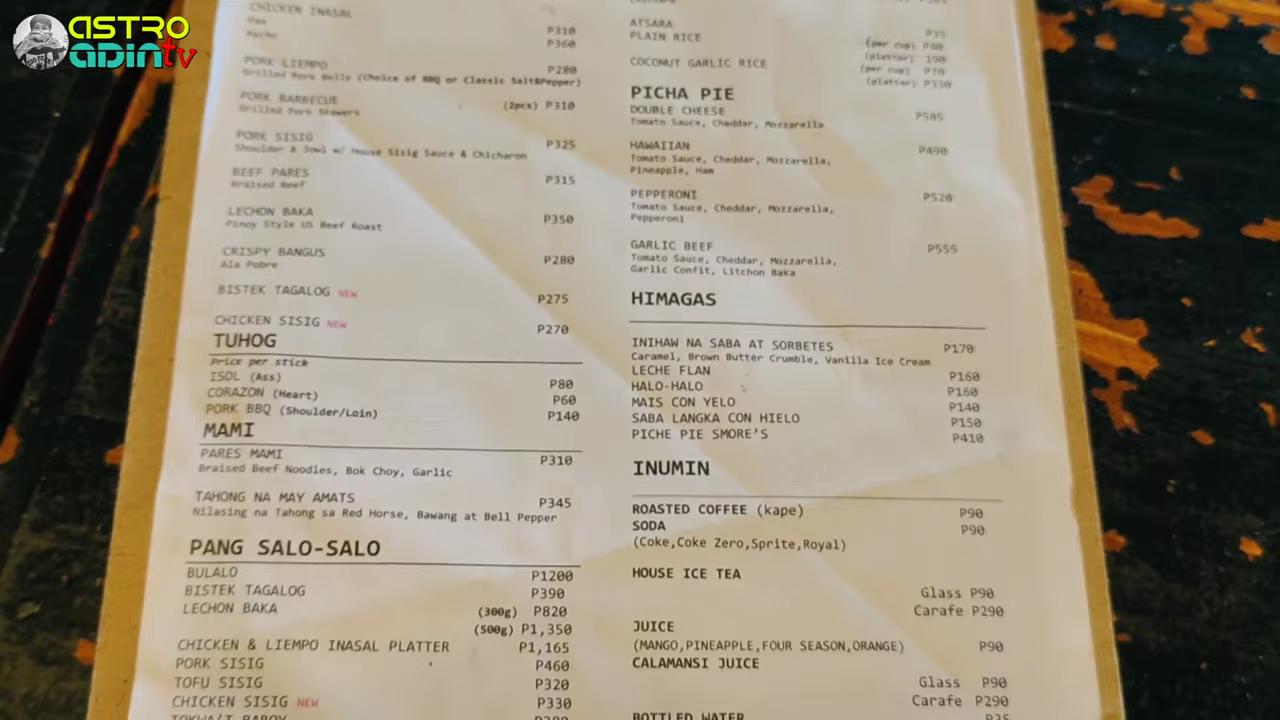 ASTRO
ADIN tv
CHICKEN INASAL
Paa P310
Pecho P360
PORK LIEMPO P280
Grilled Pork Belly (Choice of BBQ or Classic Salt&Pepper)
PORK BARBECUE (2pcs) P310
Grilled Pork Skewers
PORK SISIG P325
Shoulder & Jowl w/ House Sisig Sauce & Chicharon
BEEF PARES P315
Braised Beef
LECHON BAKA P350
Pinoy Style US Beef Roast
CRISPY BANGUS P280
Ala Pobre
BISTEK TAGALOG NEW P275
CHICKEN SISIG NEW P270
TUHOG
Price per stick
ISOL (Ass) P80
CORAZON (Heart) P60
PORK BBQ (Shoulder/Loin) P140
MAMI
PARES MAMI P310
Braised Beef Noodles, Bok Choy, Garlic
TAHONG NA MAY AMATS P345
Nilasing na Tahong sa Red Horse, Bawang at Bell Pepper
PANG SALO-SALO
BULALO P1200
BISTEK TAGALOG P390
LECHON BAKA (300g) P820
(500g) P1,350
CHICKEN & LIEMPO INASAL PLATTER P1,165
PORK SISIG P460
TOFU SISIG P320
CHICKEN SISIG NEW P330
ATSARA P35
PLAIN RICE (per cup) P40
(platter) 190
COCONUT GARLIC RICE (per cup) P70
(platter) P330
PICHA PIE
DOUBLE CHEESE P505
Tomato Sauce, Cheddar, Mozzarella
HAWAIIAN P490
Tomato Sauce, Cheddar, Mozzarella,
Pineapple, Ham
PEPPERONI P520
Tomato Sauce, Cheddar, Mozzarella,
Pepperoni
GARLIC BEEF P555
Tomato Sauce, Cheddar, Mozzarella,
Garlic Confit, Litchon Baka
HIMAGAS
INIHAW NA SABA AT SORBETES P170
Caramel, Brown Butter Crumble, Vanilla Ice Cream
LECHE FLAN P160
HALO-HALO P160
MAIS CON YELO P140
SABA LANGKA CON HIELO P150
PICHE PIE SMORE'S P410
INUMIN
ROASTED COFFEE (kape) P90
SODA P90
(Coke,Coke Zero,Sprite,Royal)
HOUSE ICE TEA
Glass P90
Carafe P290
JUICE
(MANGO,PINEAPPLE,FOUR SEASON,ORANGE) P90
CALAMANSI JUICE
Glass P90
Carafe P290
BOTTLED WATER P35